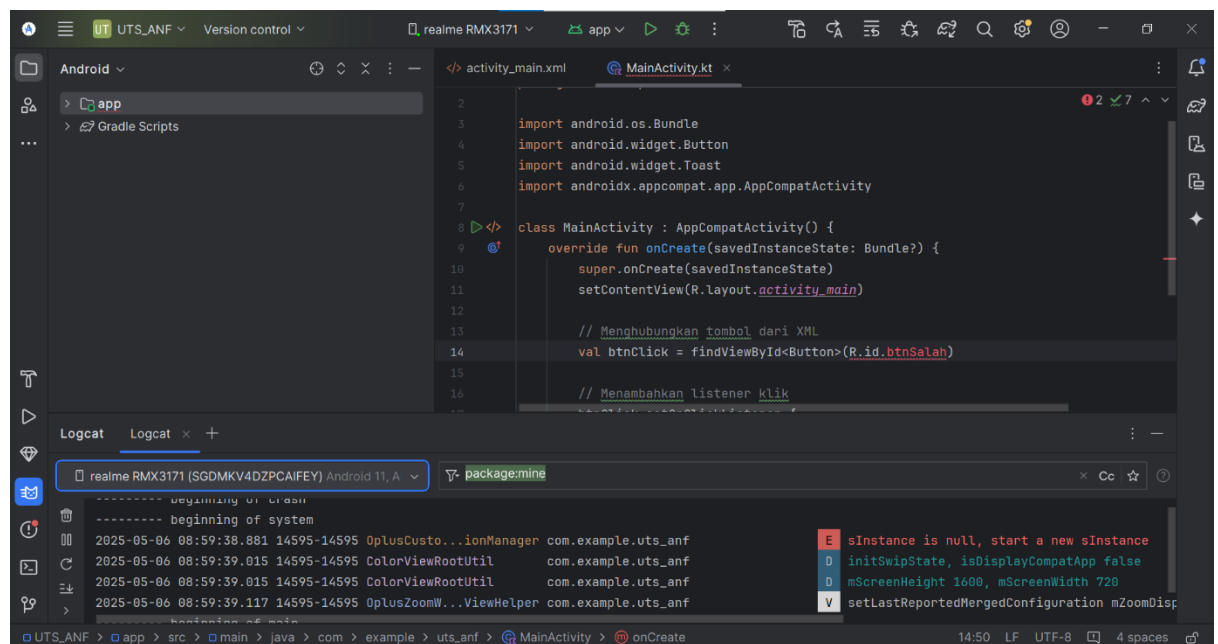 UT UTS_ANF Version control realme RMX3171 app
Android
activity_main.xml MainActivity.kt
app
Gradle Scripts
2 7
2
3 import android.os.Bundle
4 import android.widget.Button
5 import android.widget.Toast
6 import androidx.appcompat.app.AppCompatActivity
7
8 class MainActivity : AppCompatActivity() {
9 override fun onCreate(savedInstanceState: Bundle?) {
10 super.onCreate(savedInstanceState)
11 setContentView(R.layout.activity_main)
12
13 // Menghubungkan tombol dari XML
14 val btnClick = findViewById<Button>(R.id.btnSalah)
15
16 // Menambahkan listener klik
Logcat Logcat
realme RMX3171 (SGDMKV4DZPCAIFEY) Android 11, A
package:mine
Cc
--------- beginning of crash
--------- beginning of system
2025-05-06 08:59:38.881 14595-14595 OplusCusto...ionManager com.example.uts_anf E sInstance is null, start a new sInstance
2025-05-06 08:59:39.015 14595-14595 ColorViewRootUtil com.example.uts_anf D initSwipState, isDisplayCompatApp false
2025-05-06 08:59:39.015 14595-14595 ColorViewRootUtil com.example.uts_anf D mScreenHeight 1600, mScreenWidth 720
2025-05-06 08:59:39.117 14595-14595 OplusZoomW...ViewHelper com.example.uts_anf V setLastReportedMergedConfiguration mZoomDisp
--------- beginning of main
UTS_ANF > app > src > main > java > com > example > uts_anf > MainActivity > onCreate 14:50 LF UTF-8 4 spaces